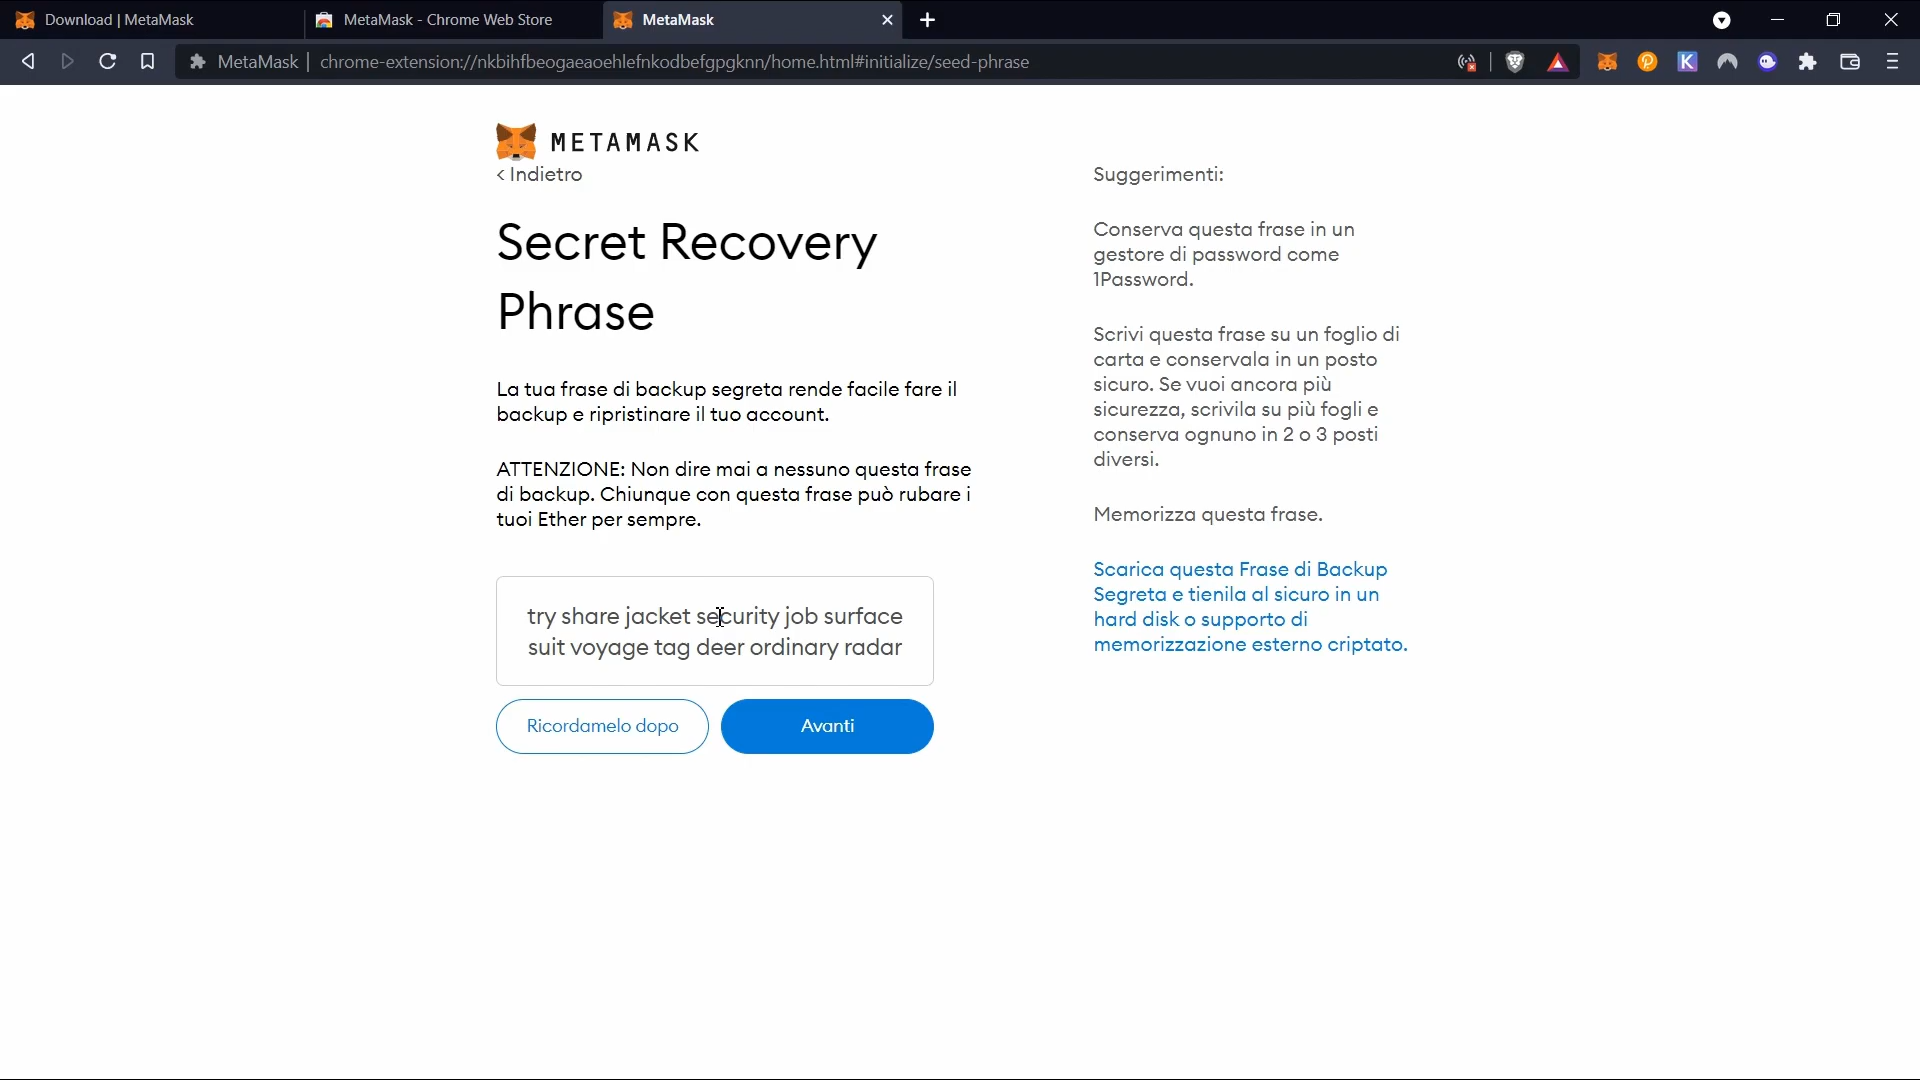 Download | MetaMask
MetaMask - Chrome Web Store
MetaMask
MetaMask | chrome-extension://nkbihfbeogaeaoehlefnkodbefgpgknn/home.html#initialize/seed-phrase
METAMASK
< Indietro
Secret Recovery
Phrase
La tua frase di backup segreta rende facile fare il
backup e ripristinare il tuo account.
ATTENZIONE: Non dire mai a nessuno questa frase
di backup. Chiunque con questa frase può rubare i
tuoi Ether per sempre.
try share jacket security job surface
suit voyage tag deer ordinary radar
Ricordamelo dopo
Avanti
Suggerimenti:
Conserva questa frase in un
gestore di password come
1Password.
Scrivi questa frase su un foglio di
carta e conservala in un posto
sicuro. Se vuoi ancora più
sicurezza, scrivila su più fogli e
conserva ognuno in 2 o 3 posti
diversi.
Memorizza questa frase.
Scarica questa Frase di Backup
Segreta e tienila al sicuro in un
hard disk o supporto di
memorizzazione esterno criptato.